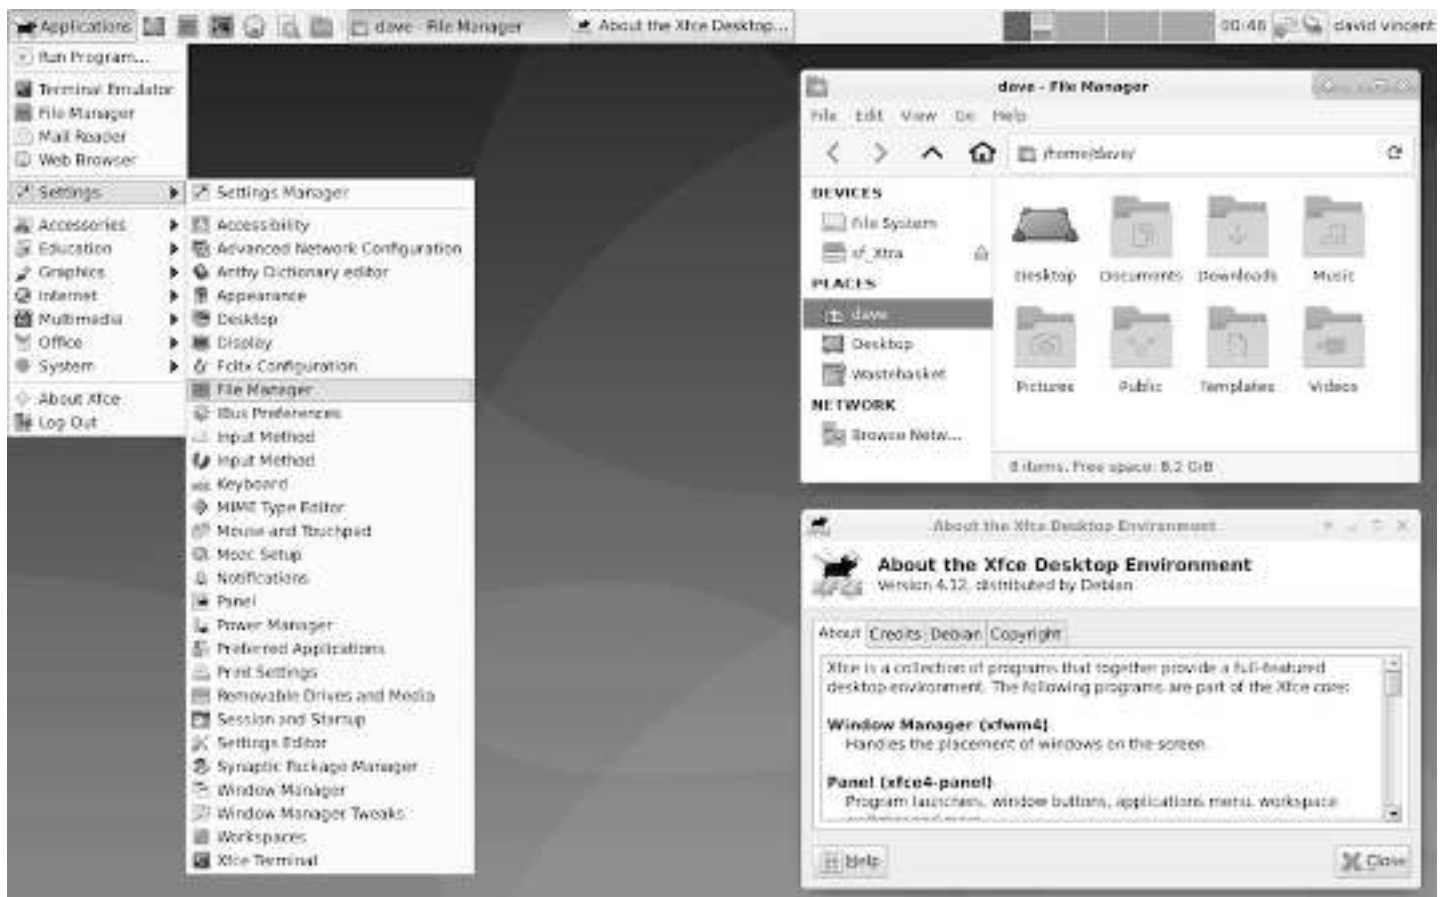 Applications
dave - File Manager
About the Xfce Desktop...
00:46
david vincent
Run Program...
Terminal Emulator
File Manager
Mail Reader
Web Browser
Settings
Accessories
Education
Graphics
Internet
Multimedia
Office
System
About Xfce
Log Out
Settings Manager
Accessibility
Advanced Network Configuration
Anthy Dictionary editor
Appearance
Desktop
Display
Fcitx Configuration
File Manager
IBus Preferences
Input Method
Input Method
Keyboard
MIME Type Editor
Mouse and Touchpad
Mozc Setup
Notifications
Panel
Power Manager
Preferred Applications
Print Settings
Removable Drives and Media
Session and Startup
Settings Editor
Synaptic Package Manager
Window Manager
Window Manager Tweaks
Workspaces
Xfce Terminal
dave - File Manager
File Edit View Go Help
/home/dave/
DEVICES
File System
sf_Xtra
PLACES
dave
Desktop
Wastebasket
NETWORK
Browse Netw...
Desktop Documents Downloads Music
Pictures Public Templates Videos
8 items, Free space: 8.2 GiB
About the Xfce Desktop Environment
About the Xfce Desktop Environment
Version 4.12, distributed by Debian
About Credits Debian Copyright
Xfce is a collection of programs that together provide a full-featured
desktop environment. The following programs are part of the Xfce core:
Window Manager (xfwm4)
Handles the placement of windows on the screen.
Panel (xfce4-panel)
Program launchers, window buttons, applications menu, workspace
Help
Close